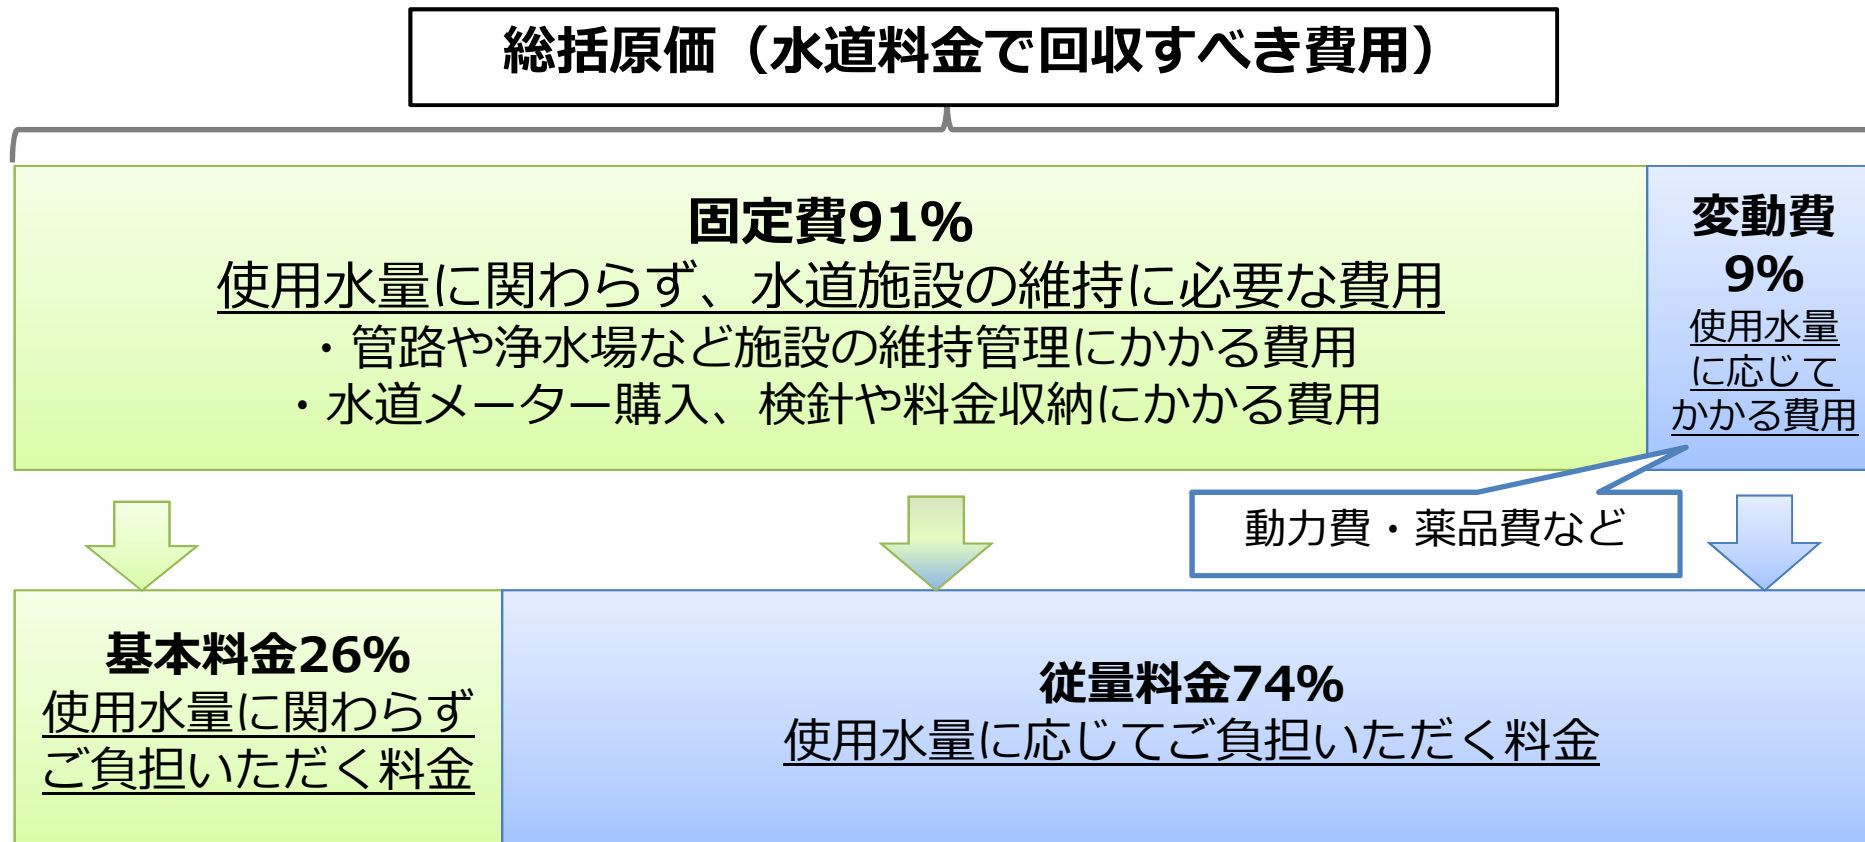 総括原価（水道料金で回収すべき費用）
固定費91%
使用水量に関わらず、水道施設の維持に必要な費用
・管路や浄水場など施設の維持管理にかかる費用
・水道メーター購入、検針や料金収納にかかる費用
変動費
9%
使用水量
に応じて
かかる費用
動力費・薬品費など
基本料金26%
使用水量に関わらず
ご負担いただく料金
従量料金74%
使用水量に応じてご負担いただく料金